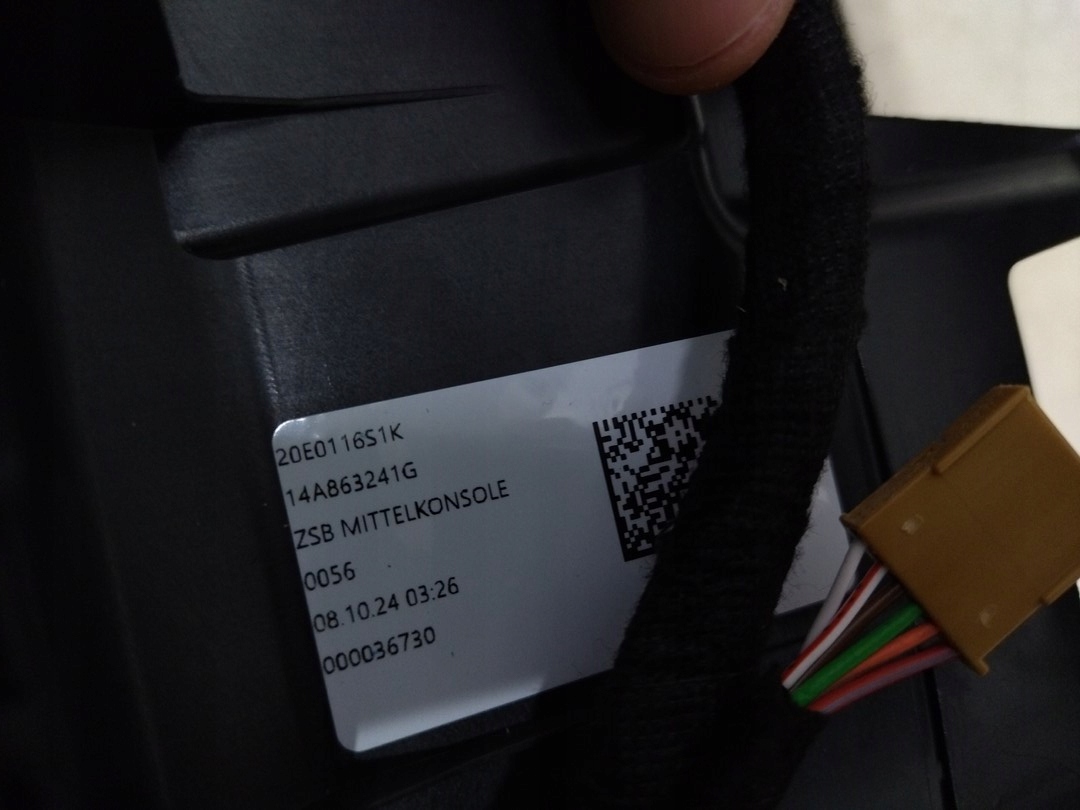 20E0116S1K
14A863241G
ZSB MITTELKONSOLE
0056
08.10.24 03:26
000036730